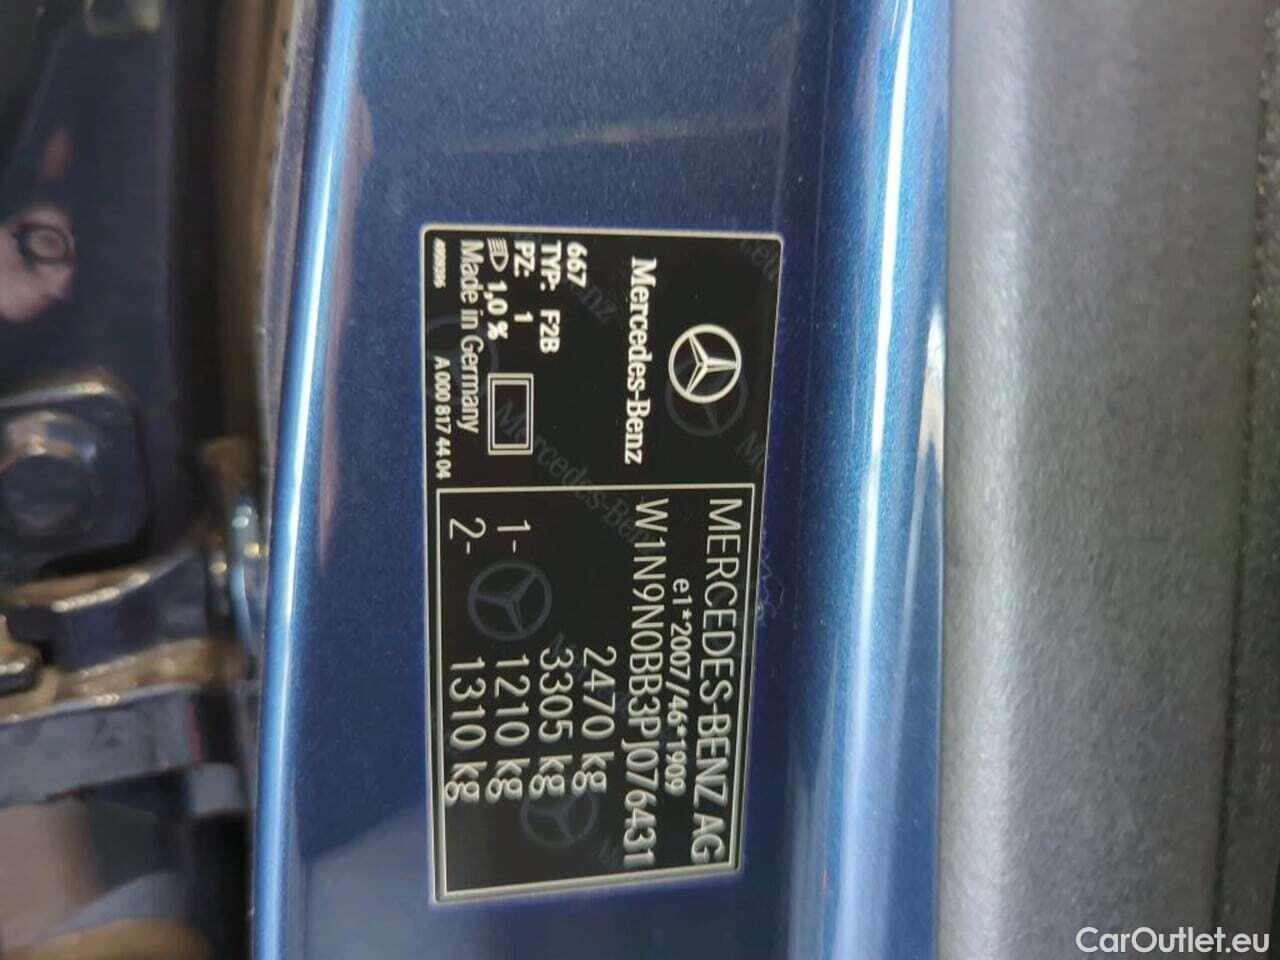 Mercedes-Benz
667
TYP: F2B
PZ: 1
1,0 %
Made in Germany
A 000 817 44 04
MERCEDES-BENZ AG
e1*2007/46*1909
W1N9N0BB3PJ076431
2470 kg
3305 kg
1- 1210 kg
2- 1310 kg
CarOutlet.eu